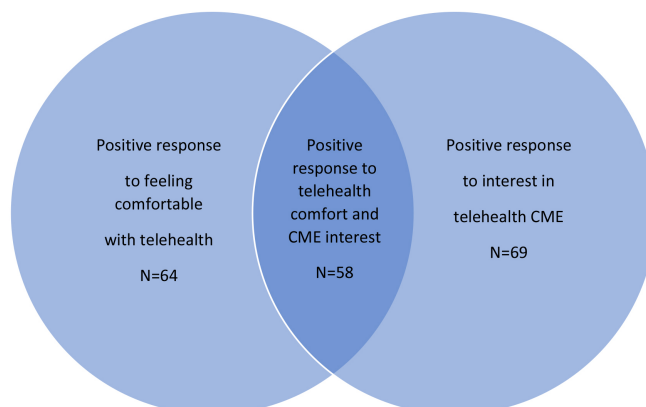 Positive response
to feeling
comfortable
with telehealth
N=64
Positive
response to
telehealth
comfort and
CME interest
N=58
Positive response
to interest in
telehealth CME
N=69